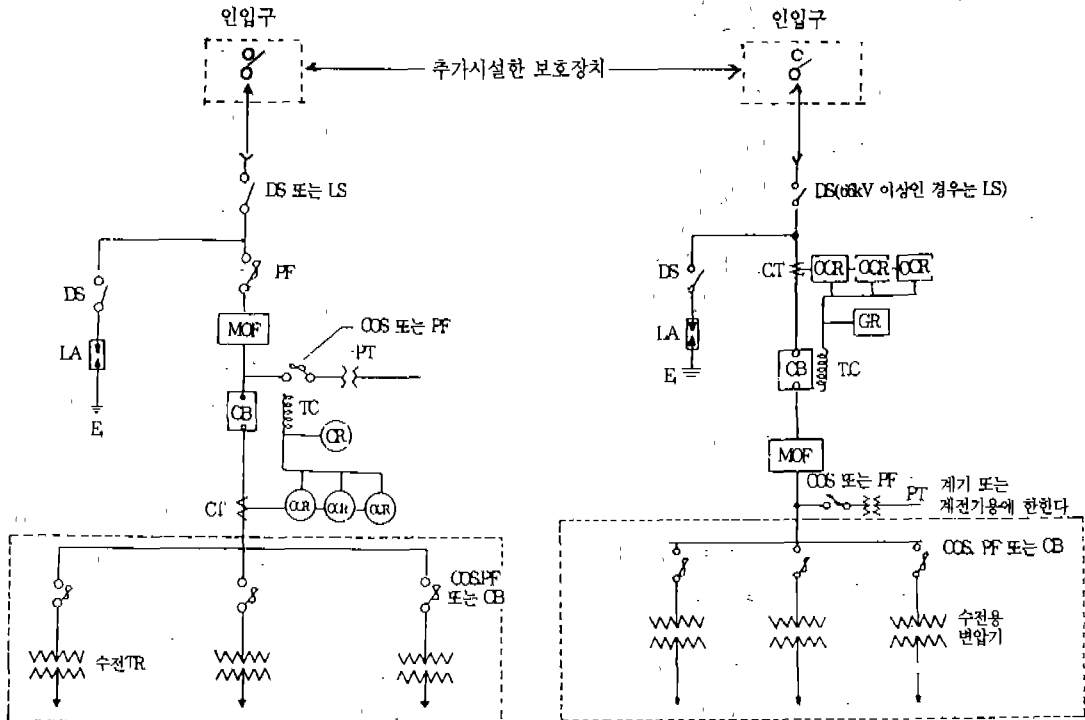 인입구
인입구
추가시설한 보호장치
DS 또는 LS
DS
PF
LA
MOF
COS 또는 PF
PT
CB
TC
E
CT
OCR
COS.PF
또는 CB
수전TR
DS(66kV 이상인 경우는 LS)
DS
CT
OCR
OCR
OCR
GR
LA
CB
T.C
E
MOF
COS 또는 PF
PT
계기 또는
계전기용에 한한다
COS. PF 또는 CB
수전용
변압기